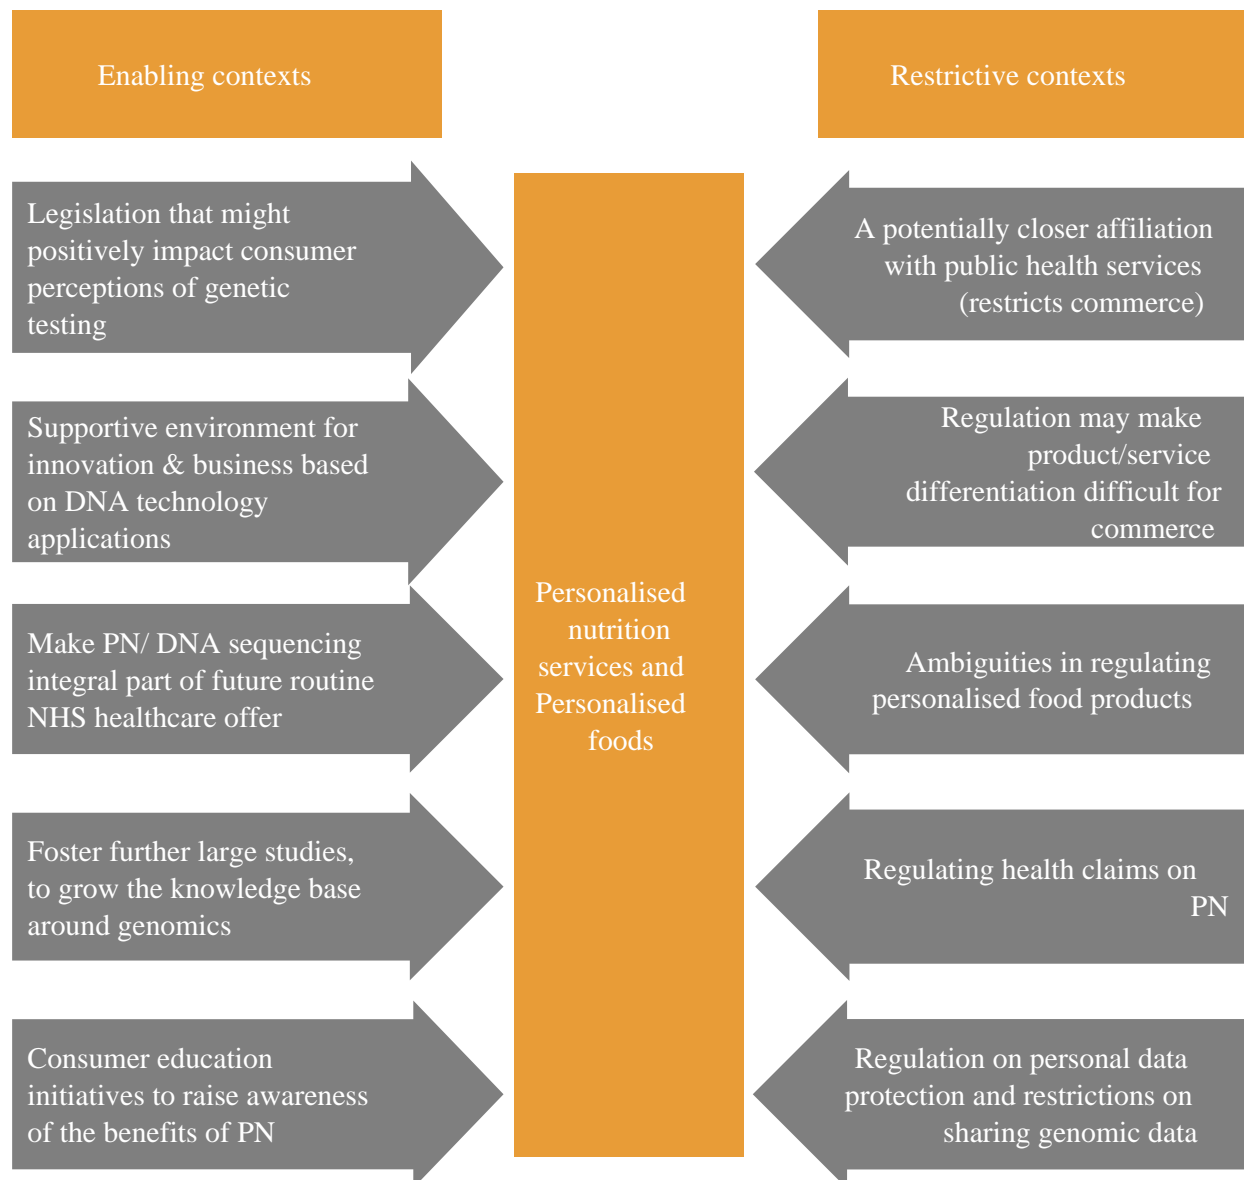 Enabling contexts
Restrictive contexts
Legislation that might
positively impact consumer
perceptions of genetic
testing
Supportive environment for
innovation & business based
on DNA technology
applications
Make PN/ DNA sequencing
integral part of future routine
NHS healthcare offer
Foster further large studies,
to grow the knowledge base
around genomics
Consumer education
initiatives to raise awareness
of the benefits of PN
Personalised
nutrition
services and
Personalised
foods
A potentially closer affiliation
with public health services
(restricts commerce)
Regulation may make
product/service
differentiation difficult for
commerce
Ambiguities in regulating
personalised food products
Regulating health claims on
PN
Regulation on personal data
protection and restrictions on
sharing genomic data